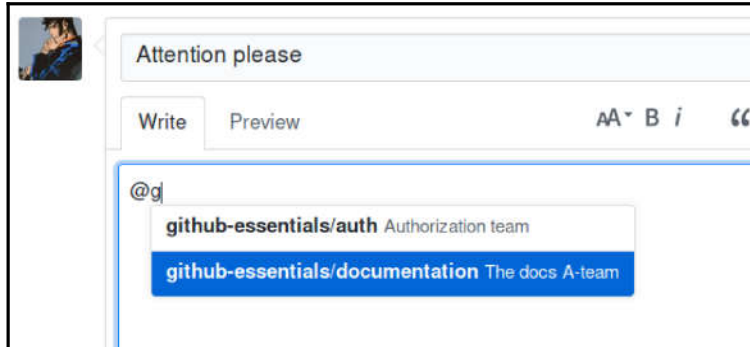 Attention please
Write Preview AA B i “
@g
github-essentials/auth Authorization team
github-essentials/documentation The docs A-team